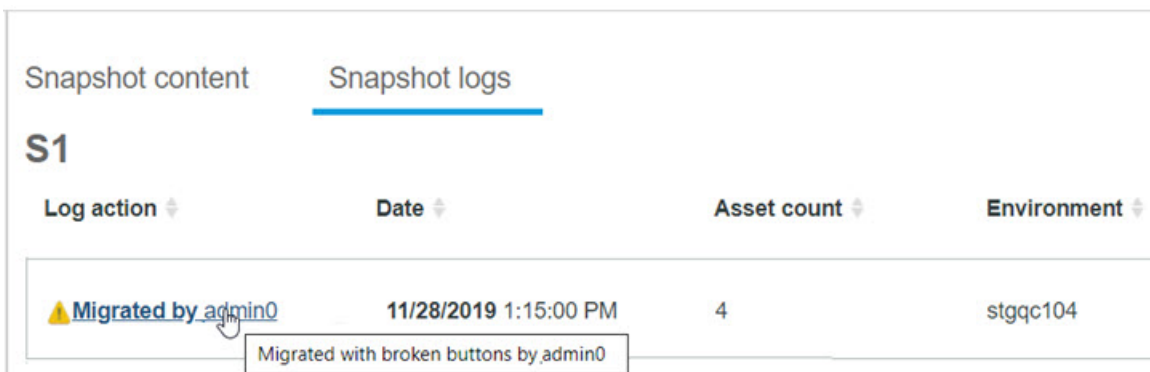 Snapshot content Snapshot logs
S1
Log action Date Asset count Environment
Migrated by admin0 11/28/2019 1:15:00 PM 4 stgqc104
Migrated with broken buttons by admin0